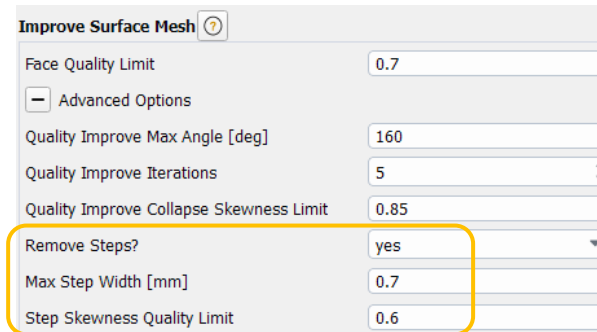 Improve Surface Mesh ?
Face Quality Limit 0.7
− Advanced Options
Quality Improve Max Angle [deg] 160
Quality Improve Iterations 5
Quality Improve Collapse Skewness Limit 0.85
Remove Steps? yes
Max Step Width [mm] 0.7
Step Skewness Quality Limit 0.6